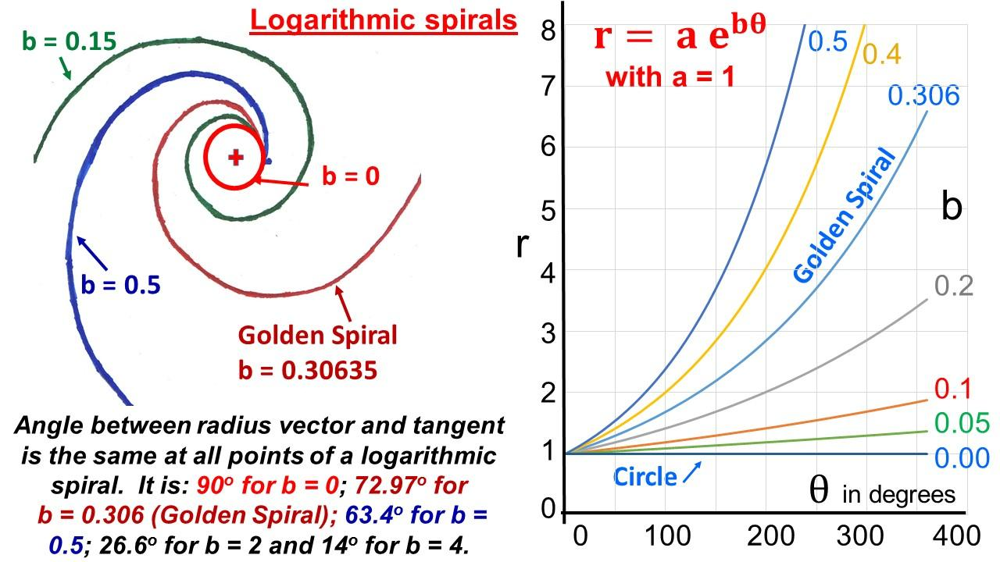 Logarithmic spirals
b = 0.15
b = 0
b = 0.5
Golden Spiral
b = 0.30635
Angle between radius vector and tangent
is the same at all points of a logarithmic
spiral.  It is: 90º for b = 0; 72.97º for
b = 0.306 (Golden Spiral); 63.4º for b =
0.5; 26.6º for b = 2 and 14º for b = 4.
r = a e^bθ
with a = 1
8
7
6
5
4
3
2
1
0
r
0.5
0.4
0.306
Golden Spiral
b
0.2
0.1
0.05
0.00
Circle
θ in degrees
0 100 200 300 400